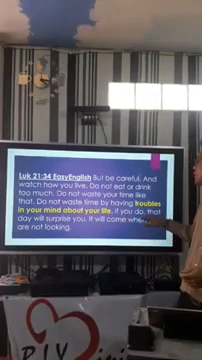 Luk 21:34 EasyEnglish But be careful. And
watch how you live. Do not eat or drink
too much. Do not waste your time like
that. Do not waste time by having troubles
in your mind about your life. If you do, that
day will surprise you. It will come when
are not looking.